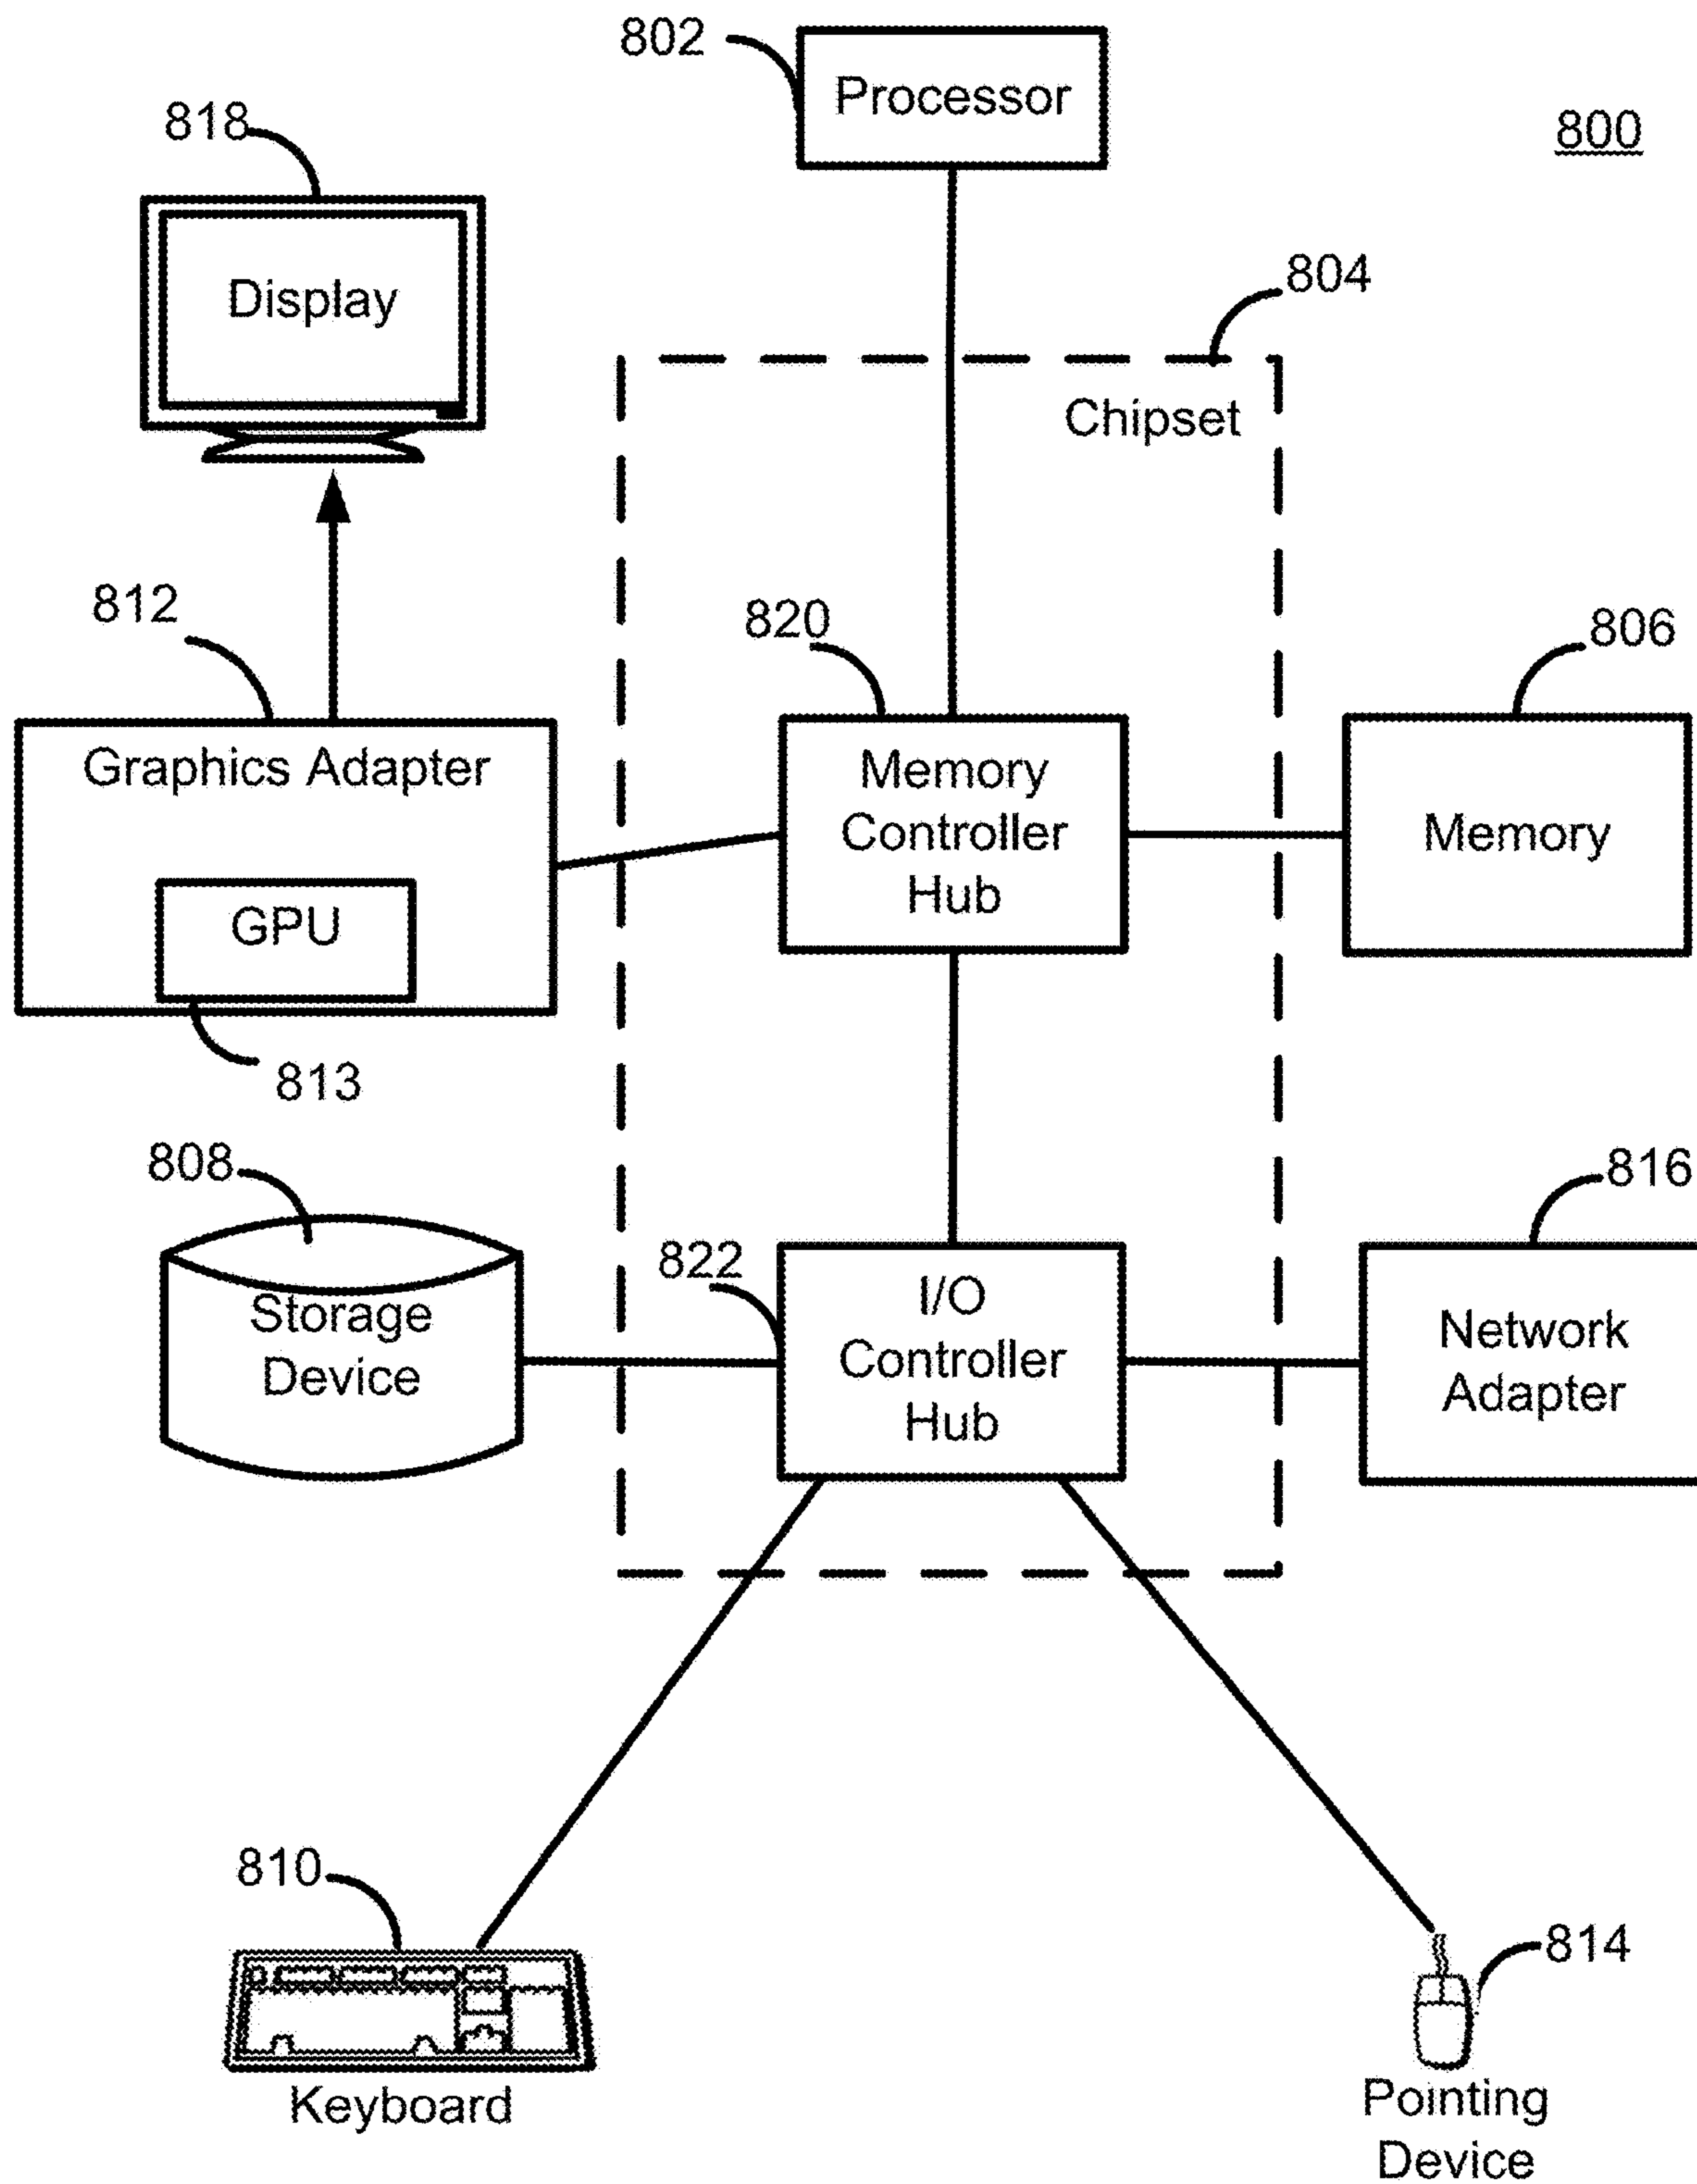 802
Processor
800
818
Display
804
Chipset
812
820
806
Graphics Adapter
GPU
813
Memory
Controller
Hub
Memory
808
Storage
Device
822
I/O
Controller
Hub
816
Network
Adapter
810
Keyboard
814
Pointing
Device